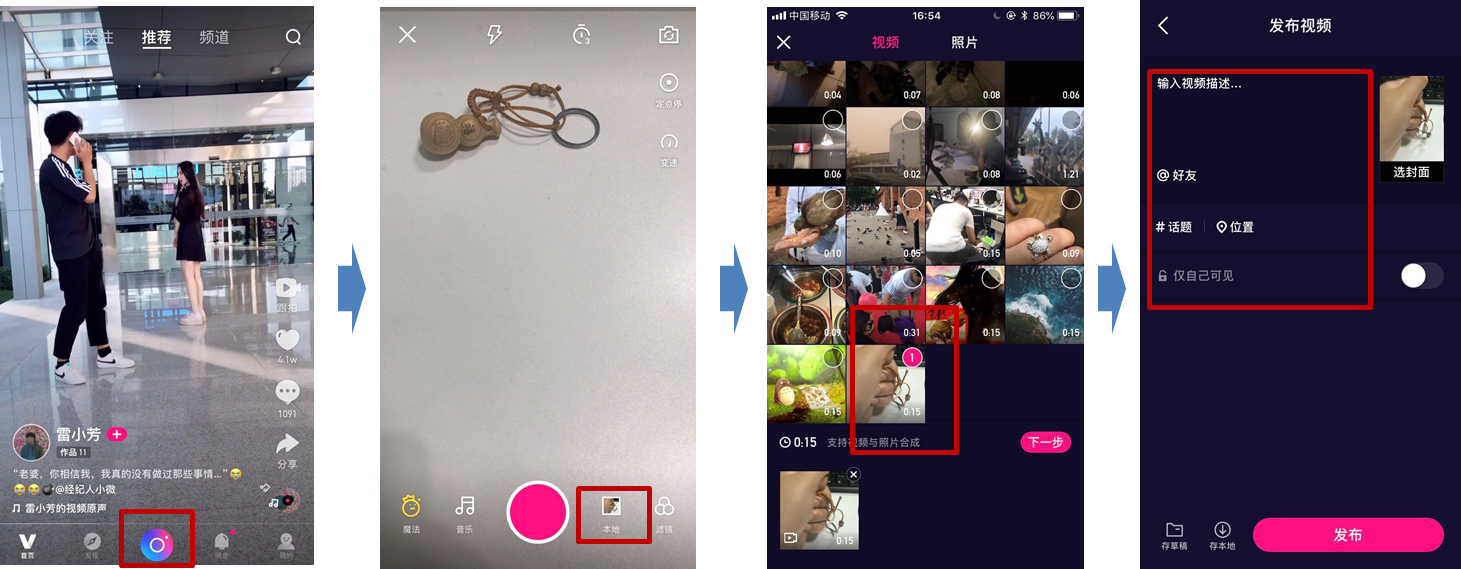 关注 推荐 频道
跟拍
4.1w
1091
分享
雷小芳
作品 11
“老婆，你相信我，我真的没有做过那些事情...”
@经纪人小微
雷小芳的视频原声
首页 发现 消息 我的
3
定点停
变速
魔法 音乐 本地 滤镜
中国移动 16:54 86%
视频 照片
0:04 0:07 0:08 0:06
0:06 0:02 0:08 1:21
0:10 0:05 0:15 0:09
0:09 0:31 0:15 0:15
1
0:15 0:15
0:15 支持视频与照片合成 下一步
0:15
发布视频
输入视频描述...
@ 好友
选封面
# 话题 位置
仅自己可见
存草稿 存本地 发布